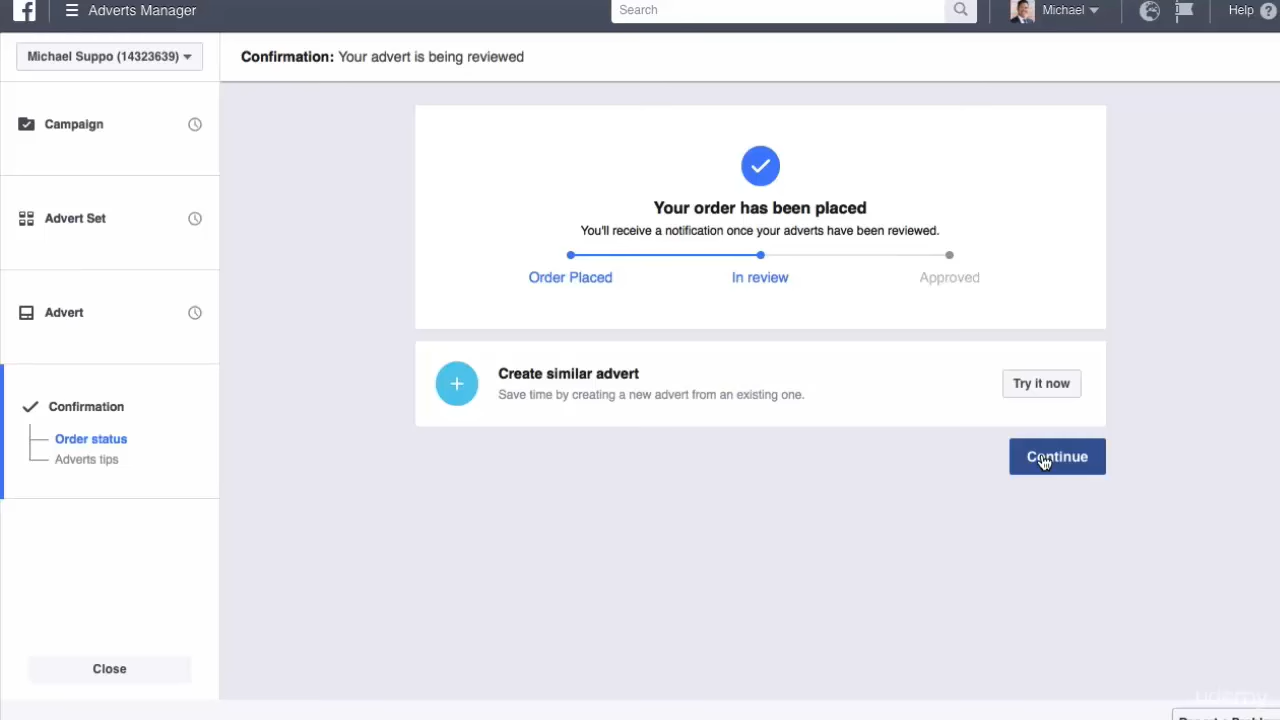 Adverts Manager
Search
Michael
Help
Michael Suppo (14323639)
Confirmation: Your advert is being reviewed
Campaign
Advert Set
Advert
Confirmation
Order status
Adverts tips
Close
Your order has been placed
You'll receive a notification once your adverts have been reviewed.
Order Placed
In review
Approved
Create similar advert
Save time by creating a new advert from an existing one.
Try it now
Continue
udemy